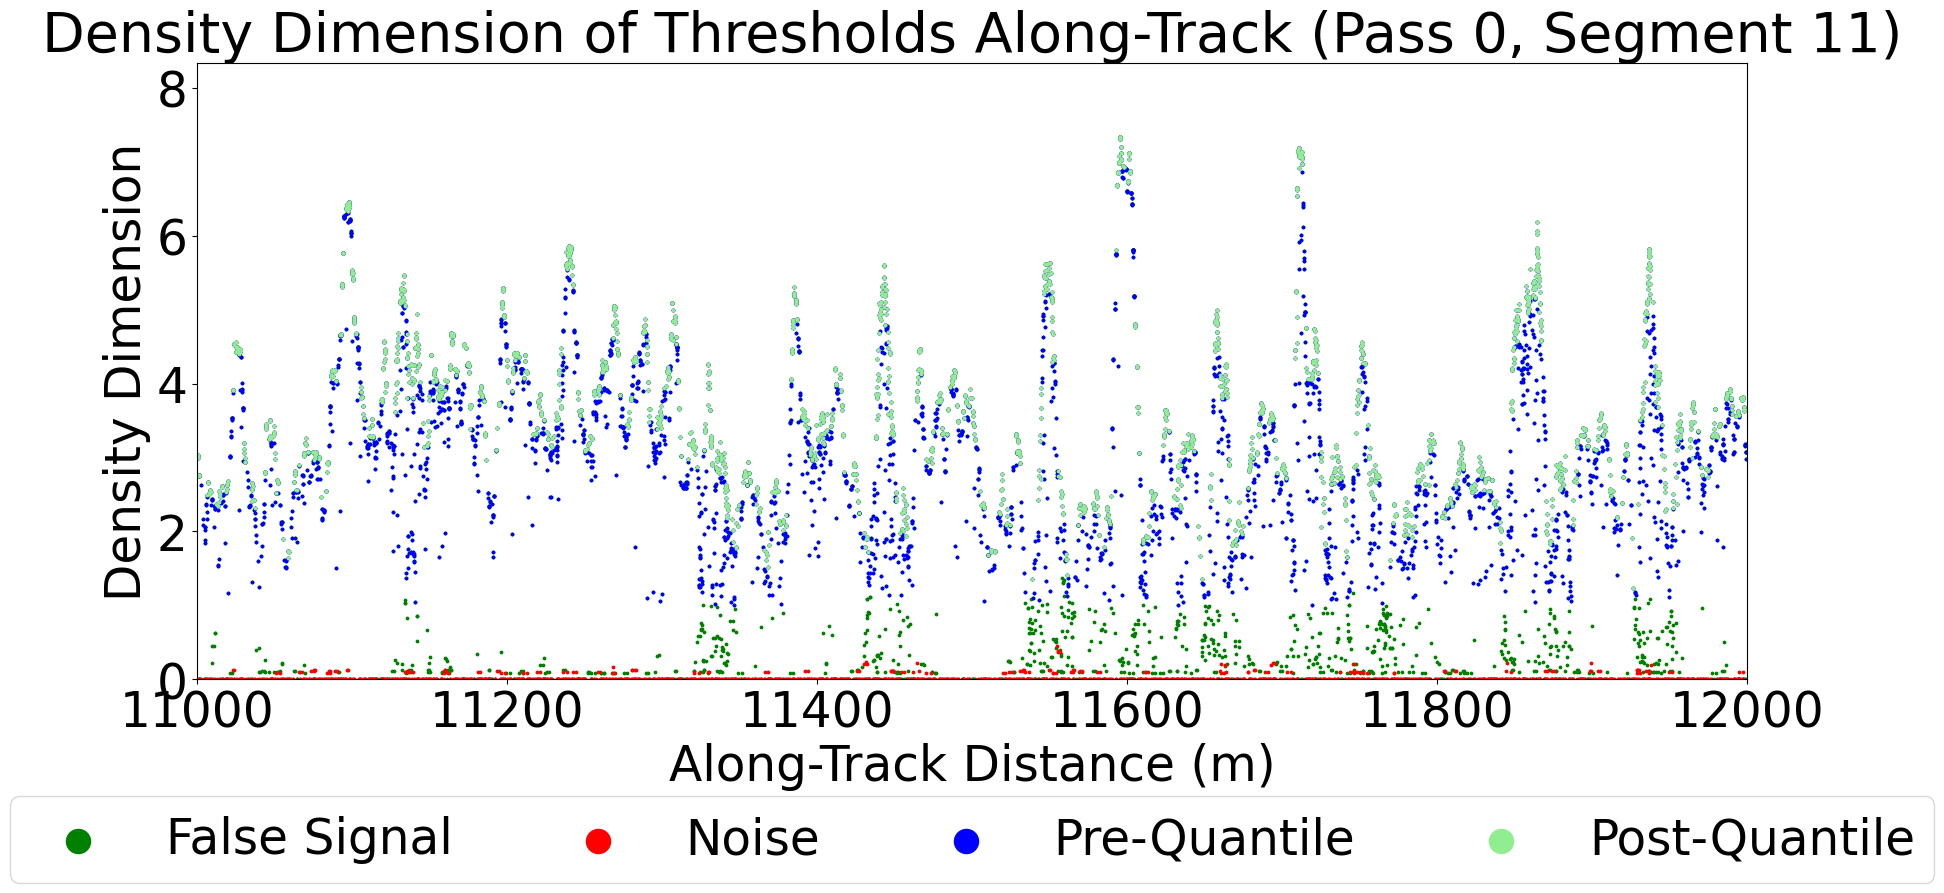 Density Dimension of Thresholds Along-Track (Pass 0, Segment 11)
Density Dimension
8
6
4
2
0
11000 11200 11400 11600 11800 12000
Along-Track Distance (m)
False Signal Noise Pre-Quantile Post-Quantile